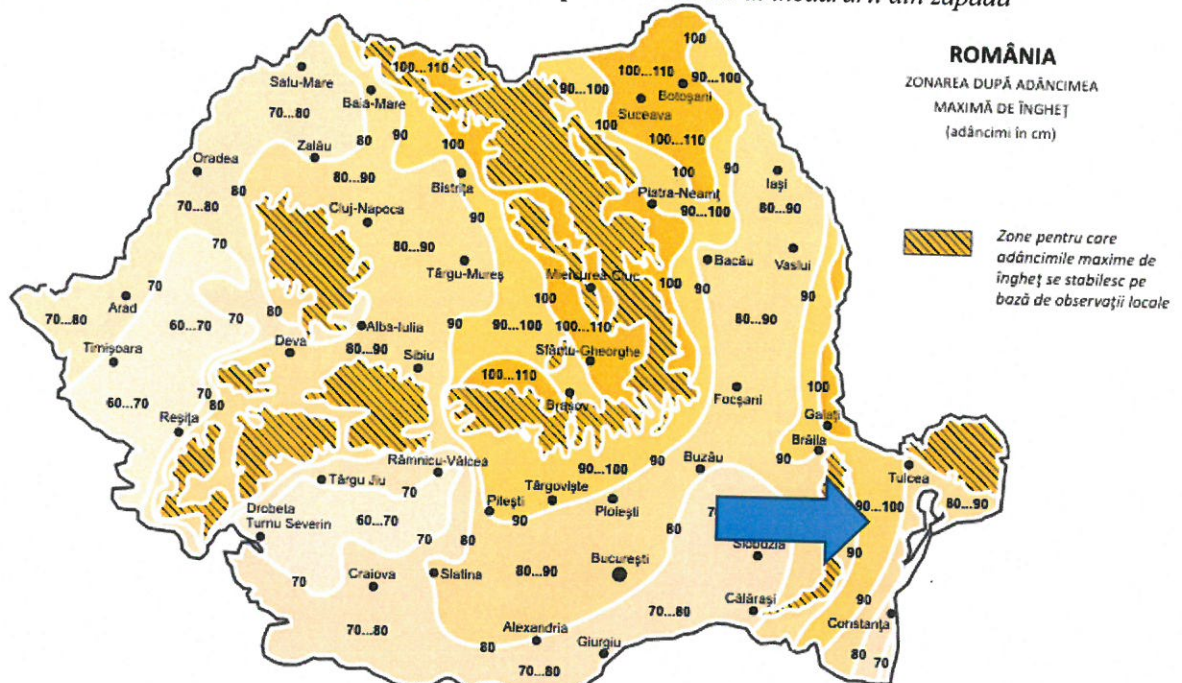 din zăpadă
ROMÂNIA
ZONAREA DUPĂ ADÂNCIMEA
MAXIMĂ DE ÎNGHEȚ
(adâncimi în cm)
Zone pentru care
adâncimile maxime de
îngheț se stabilesc pe
bază de observații locale
100
100...110
100...110
90...100
Satu-Mare
Baia-Mare
90...100
Botoșani
Suceava
70...80
80
90
100
100
100...110
Zalău
Oradea
90
80
80...90
Bistrița
100
Iași
Piatra-Neamț
70...80
Cluj-Napoca
90
90...100
80...90
70
80...90
Târgu-Mureș
Bacău
Vaslui
Miercurea-Ciuc
70
100
100
90
Arad
70...80
60...70
70
80
Alba-Iulia
90
90...100
100...110
80...90
Timișoara
Deva
80...90
Sibiu
Sfântu-Gheorghe
100...110
100
60...70
70
80
Brașov
Focșani
Reșița
Galați
Brăila
Râmnicu-Vâlcea
90...100
90
Buzău
90
Târgu Jiu
70
Târgoviște
Tulcea
Pitești
Ploiești
90...100
80...90
Drobeta
Turnu Severin
60...70
90
80
70
80
București
Slobozia
90
70
Craiova
Slatina
80...90
Călărași
90
70...80
Constanța
70...80
Alexandria
80
Giurgiu
80
70
70...80